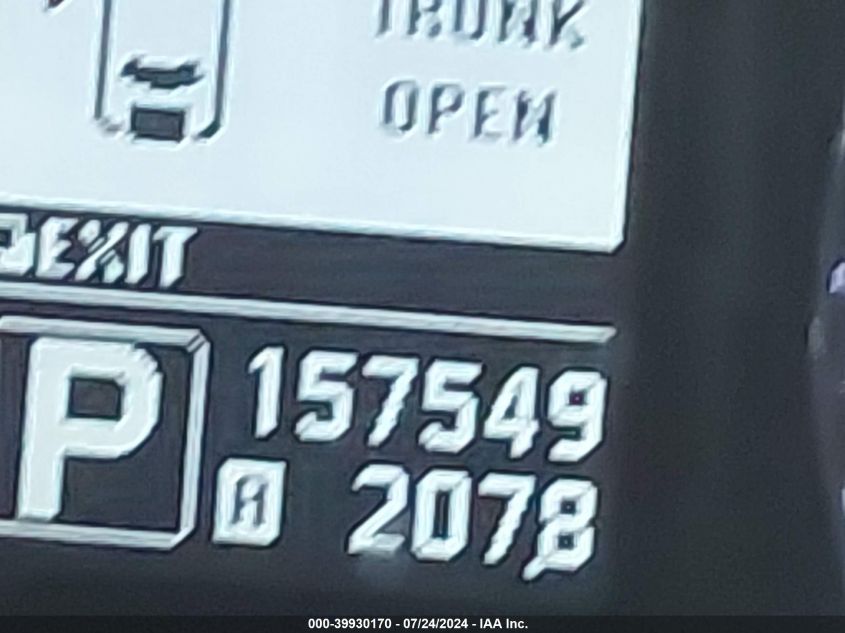 TRUNK
OPEN
EXIT
P 157549
A 2078
000-39930170 - 07/24/2024 - IAA Inc.